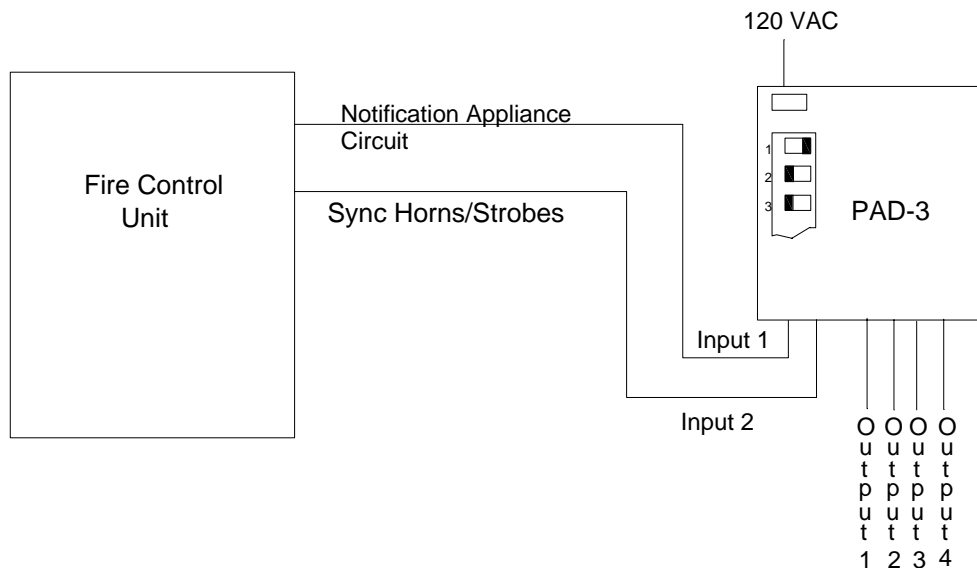 120 VAC
Notification Appliance
Circuit
Fire Control
Unit
Sync Horns/Strobes
1
2
3
PAD-3
Input 1
Input 2
Output 1
Output 2
Output 3
Output 4